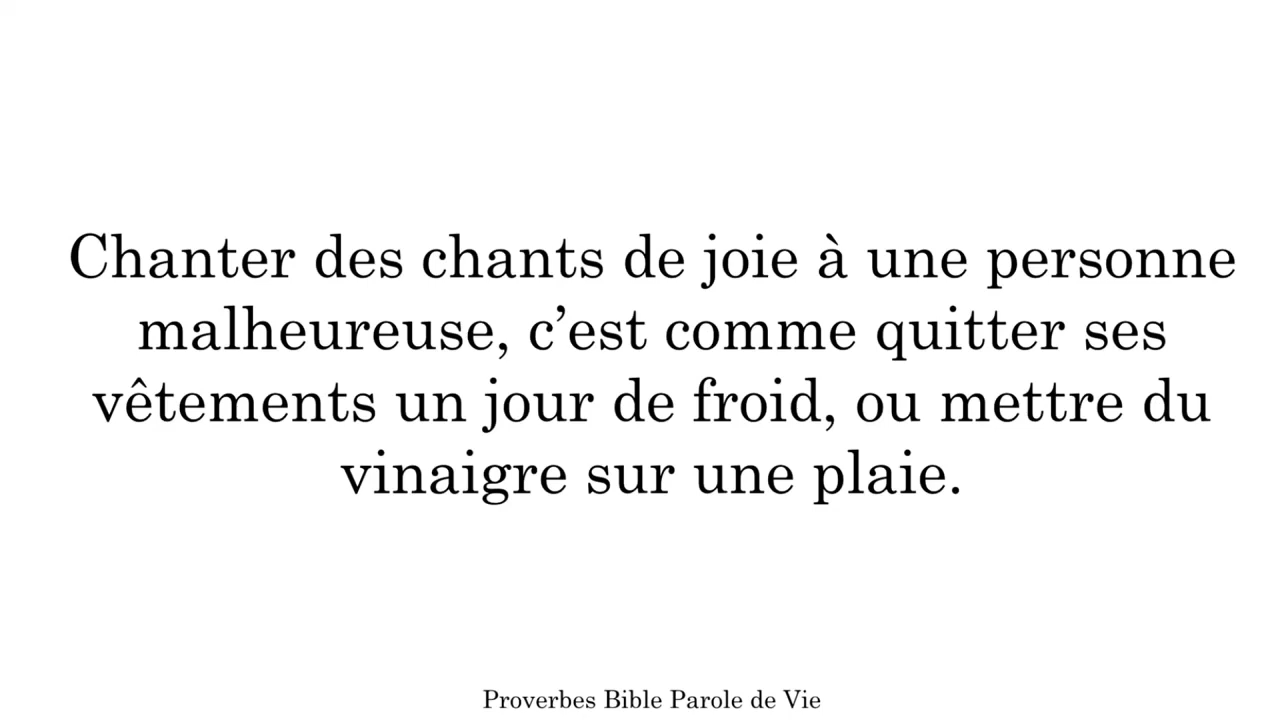 Chanter des chants de joie à une personne
malheureuse, c’est comme quitter ses
vêtements un jour de froid, ou mettre du
vinaigre sur une plaie.
Proverbes Bible Parole de Vie